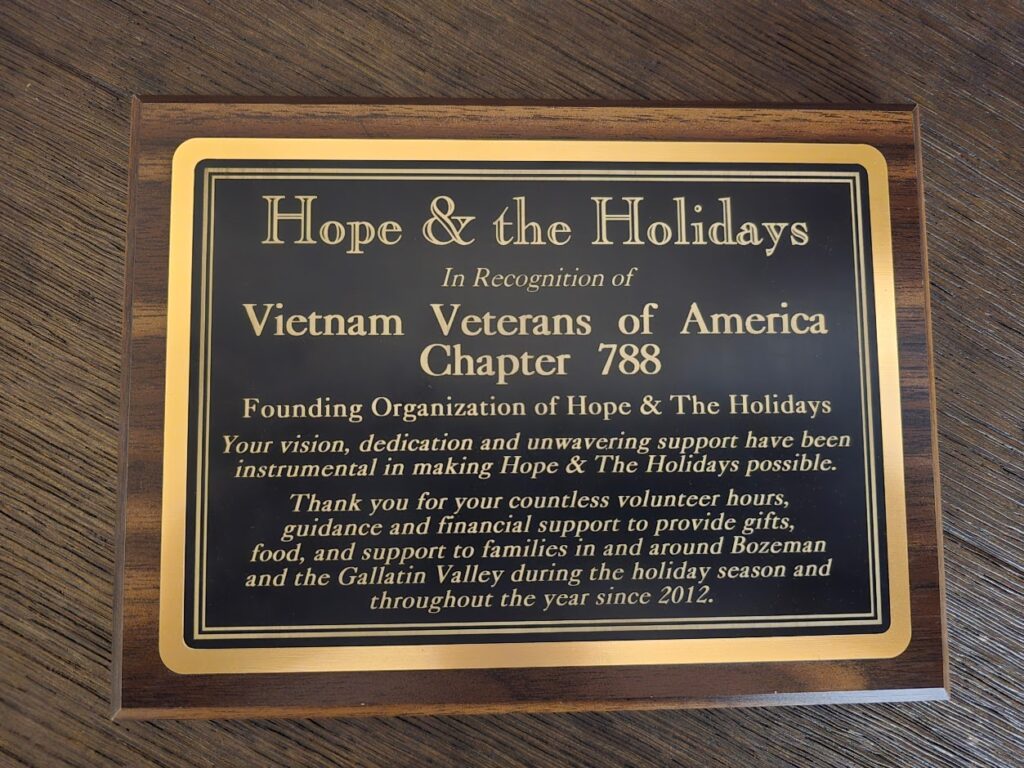 Hope & the Holidays
In Recognition of
Vietnam Veterans of America
Chapter 788
Founding Organization of Hope & The Holidays
Your vision, dedication and unwavering support have been
instrumental in making Hope & The Holidays possible.
Thank you for your countless volunteer hours,
guidance and financial support to provide gifts,
food, and support to families in and around Bozeman
and the Gallatin Valley during the holiday season and
throughout the year since 2012.